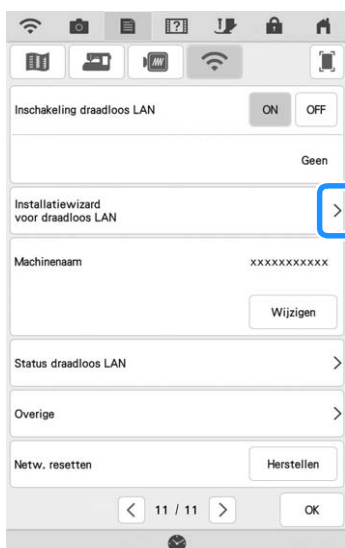 Inschakeling draadloos LAN
ON
OFF
Geen
Installatiewizard
voor draadloos LAN
Machinenaam
xxxxxxxxxxx
Wijzigen
Status draadloos LAN
Overige
Netw. resetten
Herstellen
11 / 11
OK